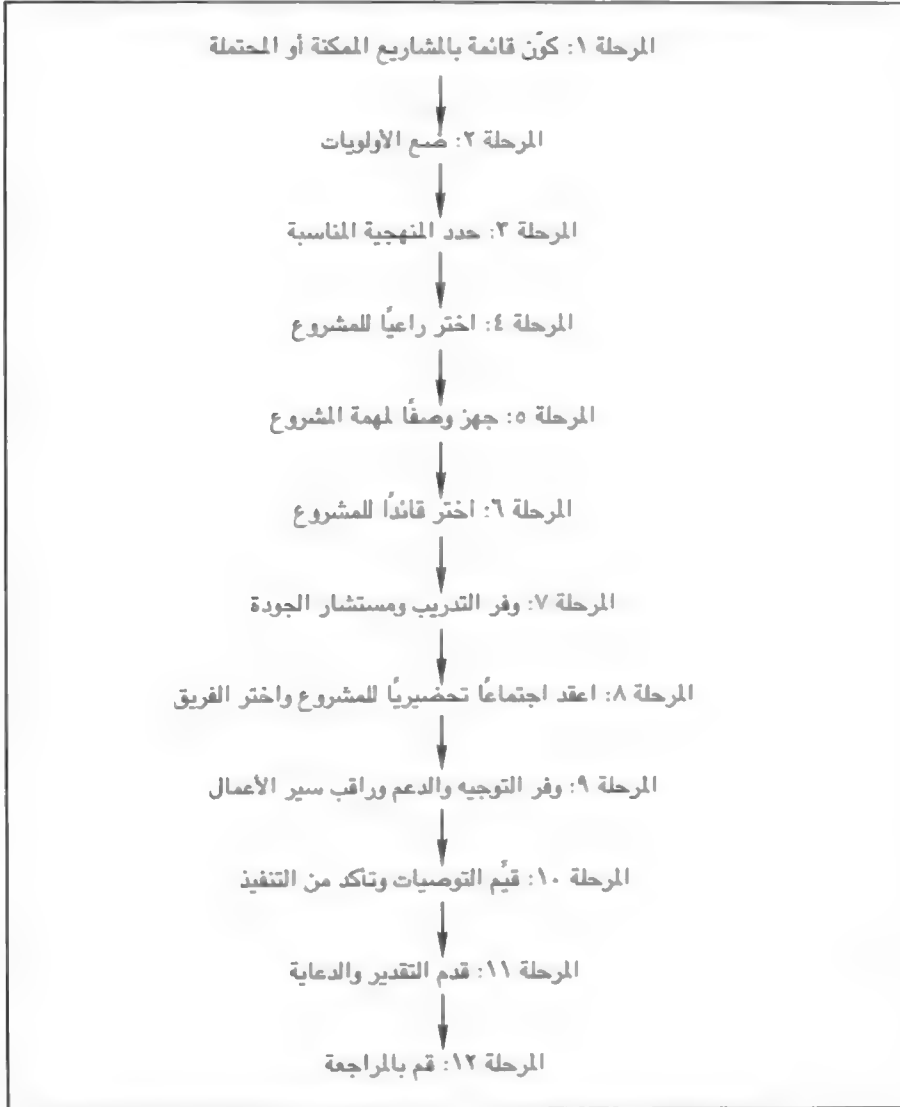 المرحلة ١: كوّن قائمة بالمشاريع الممكنة أو المحتملة
المرحلة ٢: ضع الأولويات
المرحلة ٣: حدد المنهجية المناسبة
المرحلة ٤: اختر راعيًا للمشروع
المرحلة ٥: جهز وصفًا لمهمة المشروع
المرحلة ٦: اختر قائدًا للمشروع
المرحلة ٧: وفر التدريب ومستشار الجودة
المرحلة ٨: اعقد اجتماعًا تحضيريًا للمشروع واختر الفريق
المرحلة ٩: وفر التوجيه والدعم وراقب سير الأعمال
المرحلة ١٠: قيِّم التوصيات وتأكد من التنفيذ
المرحلة ١١: قدم التقدير والدعاية
المرحلة ١٢: قم بالمراجعة